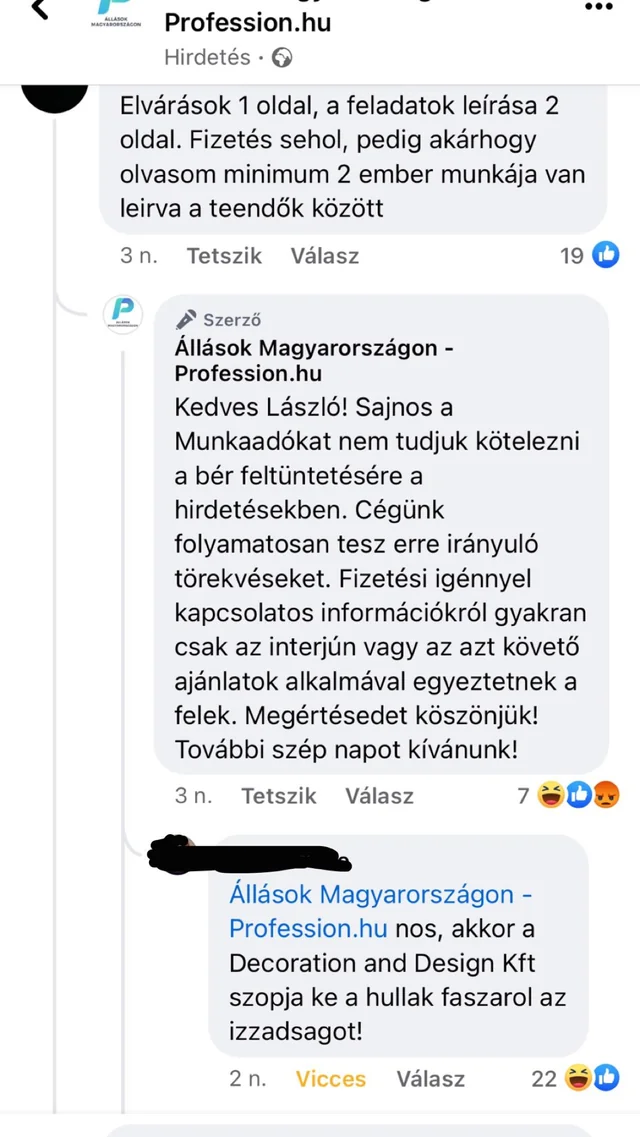 ÁLLÁSOK
MAGYARORSZÁGON
Profession.hu
Hirdetés ·
Elvárások 1 oldal, a feladatok leírása 2
oldal. Fizetés sehol, pedig akárhogy
olvasom minimum 2 ember munkája van
leirva a teendők között
3 n. Tetszik Válasz 19
Szerző
Állások Magyarországon -
Profession.hu
Kedves László! Sajnos a
Munkaadókat nem tudjuk kötelezni
a bér feltüntetésére a
hirdetésekben. Cégünk
folyamatosan tesz erre irányuló
törekvéseket. Fizetési igénnyel
kapcsolatos információkról gyakran
csak az interjún vagy az azt követő
ajánlatok alkalmával egyeztetnek a
felek. Megértésedet köszönjük!
További szép napot kívánunk!
3 n. Tetszik Válasz 7
Állások Magyarországon -
Profession.hu nos, akkor a
Decoration and Design Kft
szopja ke a hullak faszarol az
izzadsagot!
2 n. Vicces Válasz 22